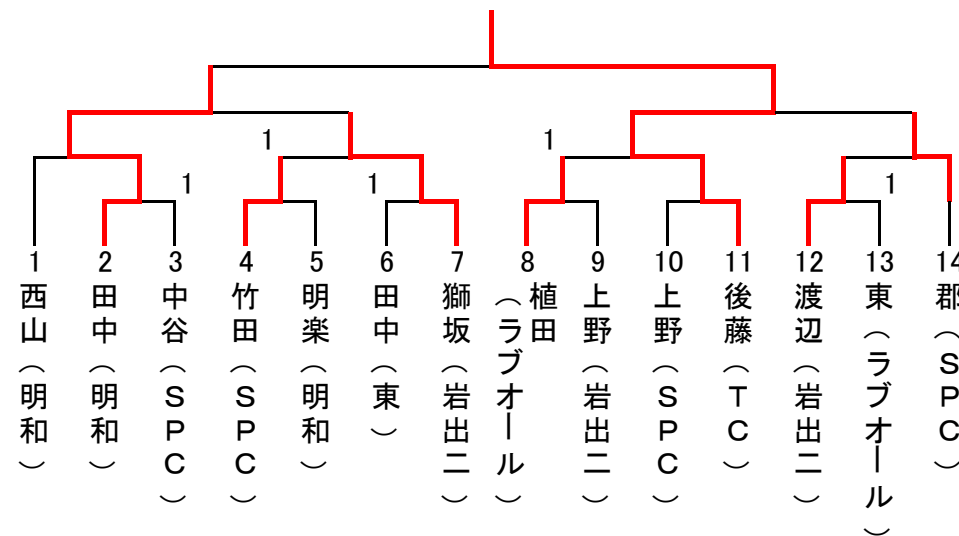 1
1
1
1
1
1 西山(明和)
2 田中(明和)
3 中谷(SPC)
4 竹田(SPC)
5 明楽(明和)
6 田中(東)
7 獅坂(岩出二)
8 植田(ラブオール)
9 上野(岩出二)
10 上野(SPC)
11 後藤(TC)
12 渡辺(岩出二)
13 東(ラブオール)
14 郡(SPC)